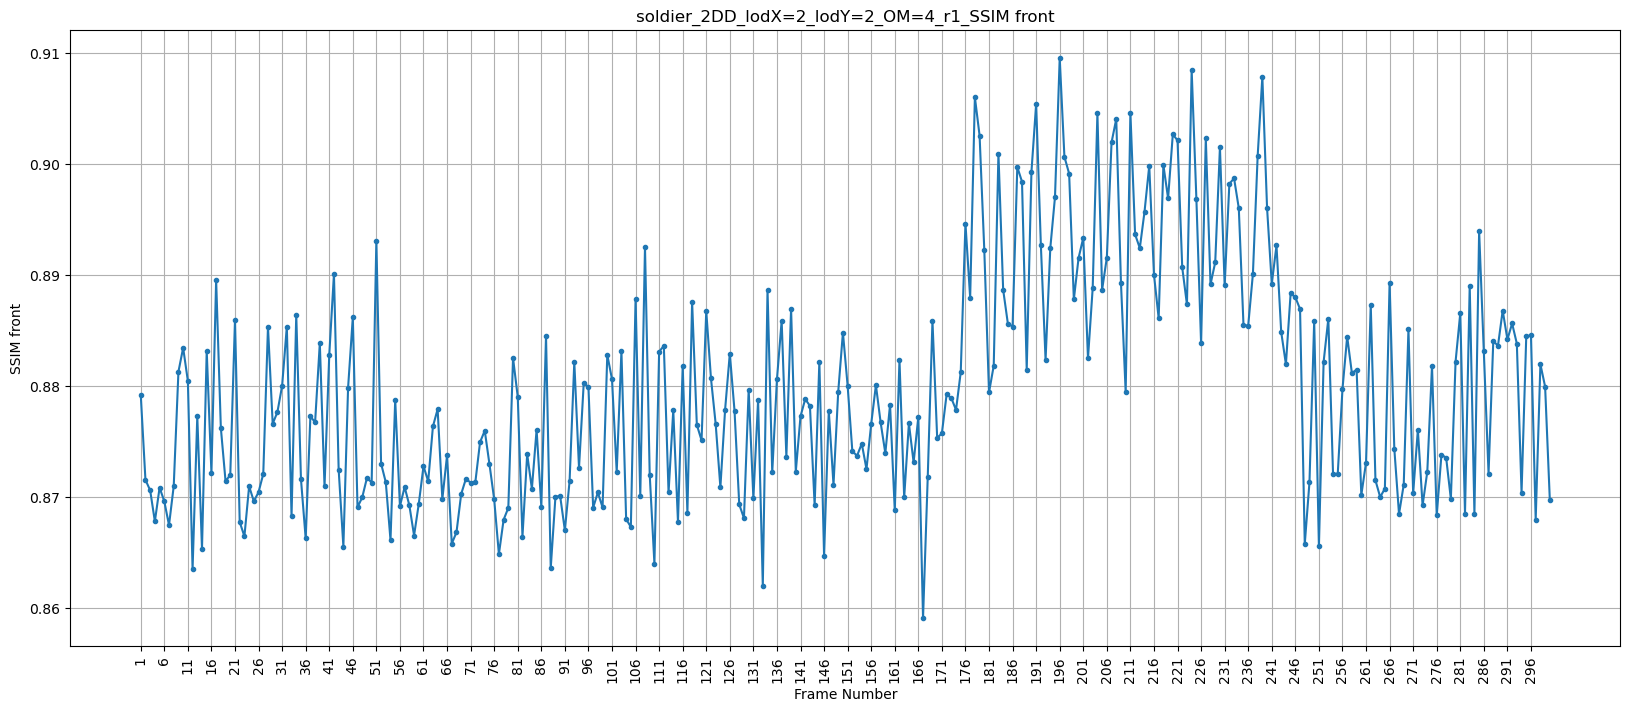 soldier_2DD_lodX=2_lodY=2_OM=4_r1_SSIM front
0.91
0.90
0.89
0.88
0.87
0.86
SSIM front
1 6 11 16 21 26 31 36 41 46 51 56 61 66 71 76 81 86 91 96 101 106 111 116 121 126 131 136 141 146 151 156 161 166 171 176 181 186 191 196 201 206 211 216 221 226 231 236 241 246 251 256 261 266 271 276 281 286 291 296
Frame Number